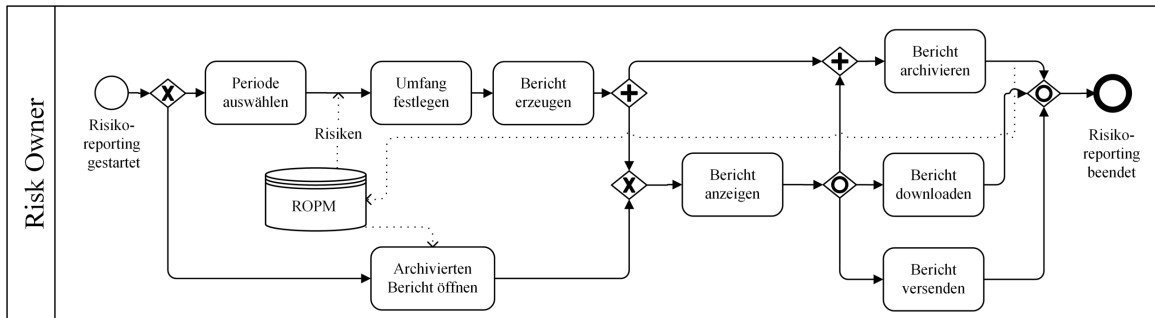 Risk Owner
Risiko-
reporting
gestartet
Periode
auswählen
Umfang
festlegen
Bericht
erzeugen
Bericht
archivieren
Risiken
ROPM
Bericht
anzeigen
Bericht
downloaden
Risiko-
reporting
beendet
Archivierten
Bericht öffnen
Bericht
versenden